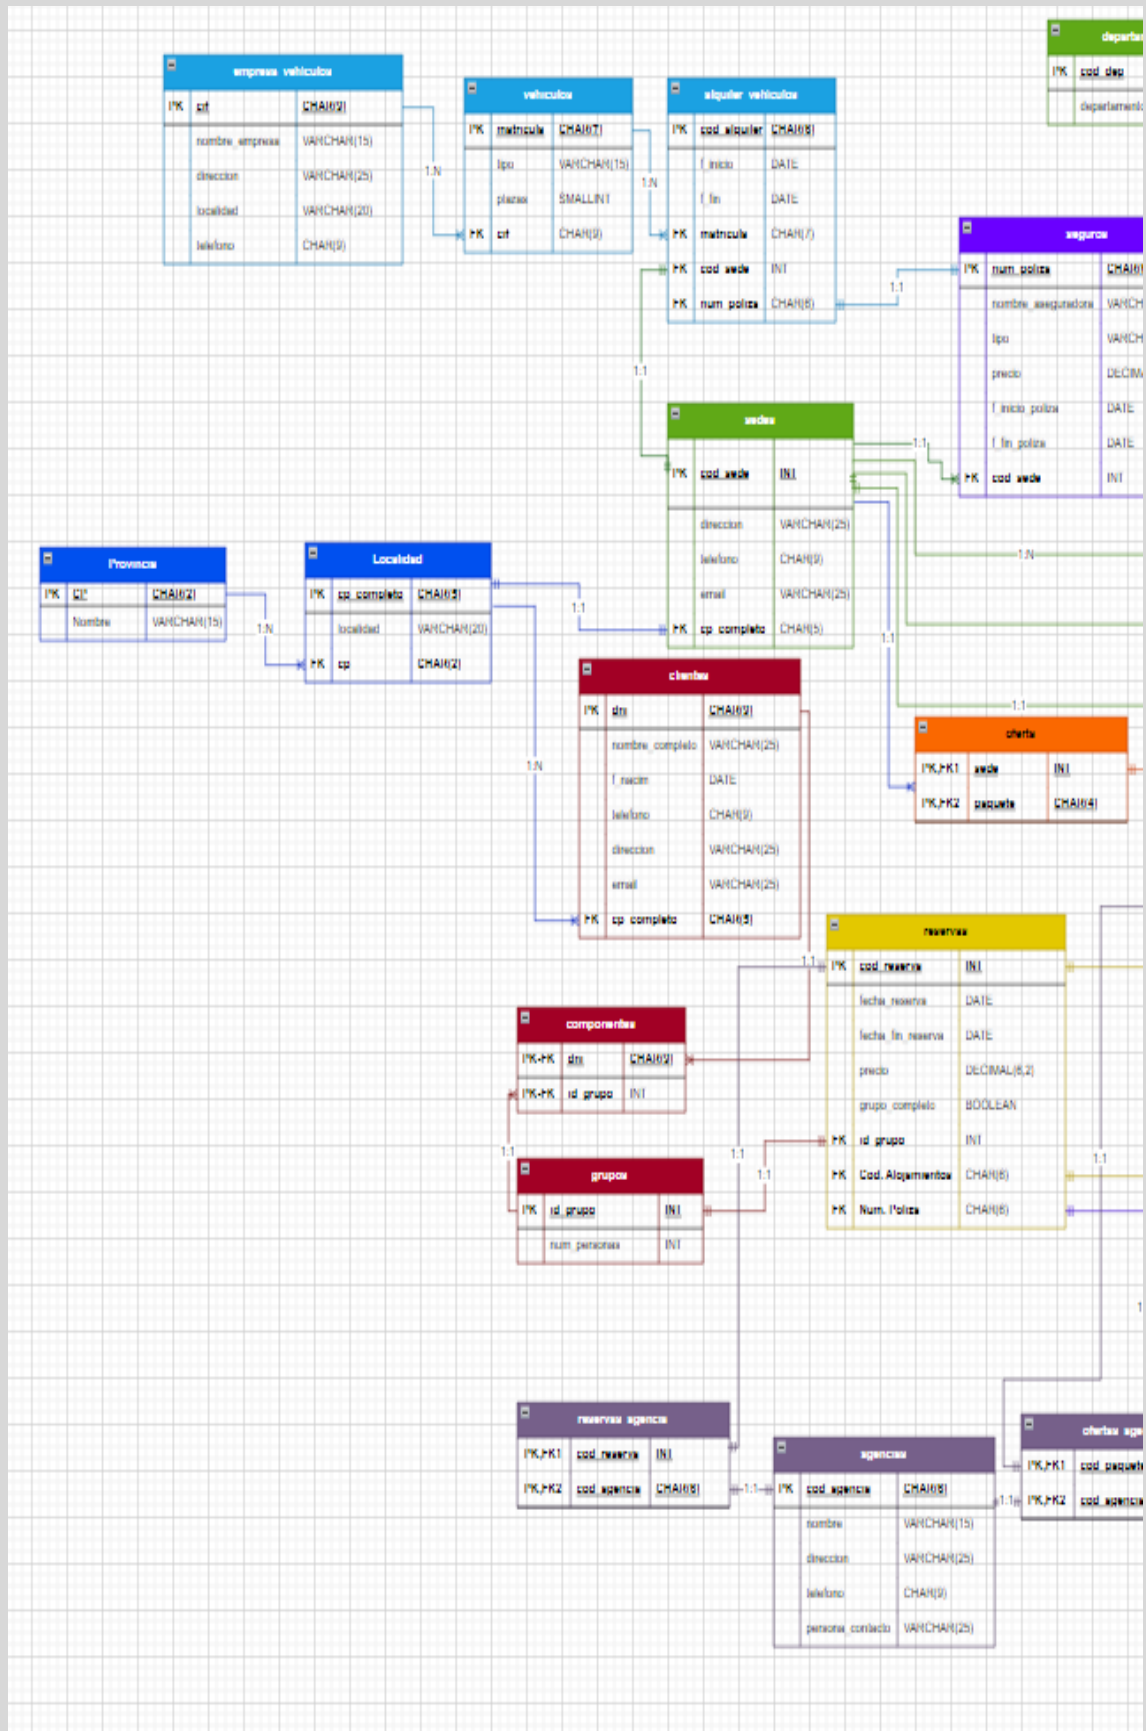 empresa_vehiculos
PK cif CHAR(9)
nombre_empresa VARCHAR(15)
direccion VARCHAR(25)
localidad VARCHAR(20)
telefono CHAR(9)
1:N
vehiculos
PK matricula CHAR(7)
tipo VARCHAR(15)
plazas SMALLINT
FK cif CHAR(9)
1:N
alquiler_vehiculos
PK cod_alquiler CHAR(8)
f_inicio DATE
f_fin DATE
FK matricula CHAR(7)
FK cod_sede INT
FK num_poliza CHAR(6)
1:1
PK cod_dep
seguros
PK num_poliza
nombre_aseguradora
tipo
precio
f_inicio_poliza DATE
f_fin_poliza DATE
FK cod_sede INT
1:1
sedes
PK cod_sede INT
direccion VARCHAR(25)
telefono CHAR(9)
email VARCHAR(25)
FK cp_completo CHAR(5)
1:1
1:N
1:1
1:1
Provincia
PK CP CHAR(2)
Nombre VARCHAR(15)
1:N
Localidad
PK cp_completo CHAR(5)
localidad VARCHAR(20)
FK cp CHAR(2)
1:1
1:N
clientes
PK dni CHAR(9)
nombre_completo VARCHAR(25)
f_nacim DATE
telefono CHAR(9)
direccion VARCHAR(25)
email VARCHAR(25)
FK cp_completo CHAR(5)
1:1
oferta
PK,FK1 sede INT
PK,FK2 paquete CHAR(4)
reservas
PK cod_reserva INT
fecha_reserva DATE
fecha_fin_reserva DATE
precio DECIMAL(6,2)
grupo_completo BOOLEAN
FK id_grupo INT
FK Cod. Alojamientos CHAR(6)
FK Num. Poliza CHAR(6)
componentes
PK-FK dni CHAR(9)
PK-FK id_grupo INT
1:1
grupos
PK id_grupo INT
num_personas INT
1:1
1:1
1:1
reservas_agencia
PK,FK1 cod_reserva INT
PK,FK2 cod_agencia CHAR(8)
1:1
agencias
PK cod_agencia CHAR(8)
nombre VARCHAR(15)
direccion VARCHAR(25)
telefono CHAR(9)
persona_contacto VARCHAR(25)
1:1
PK,FK1 cod_paquete
PK,FK2 cod_agencia